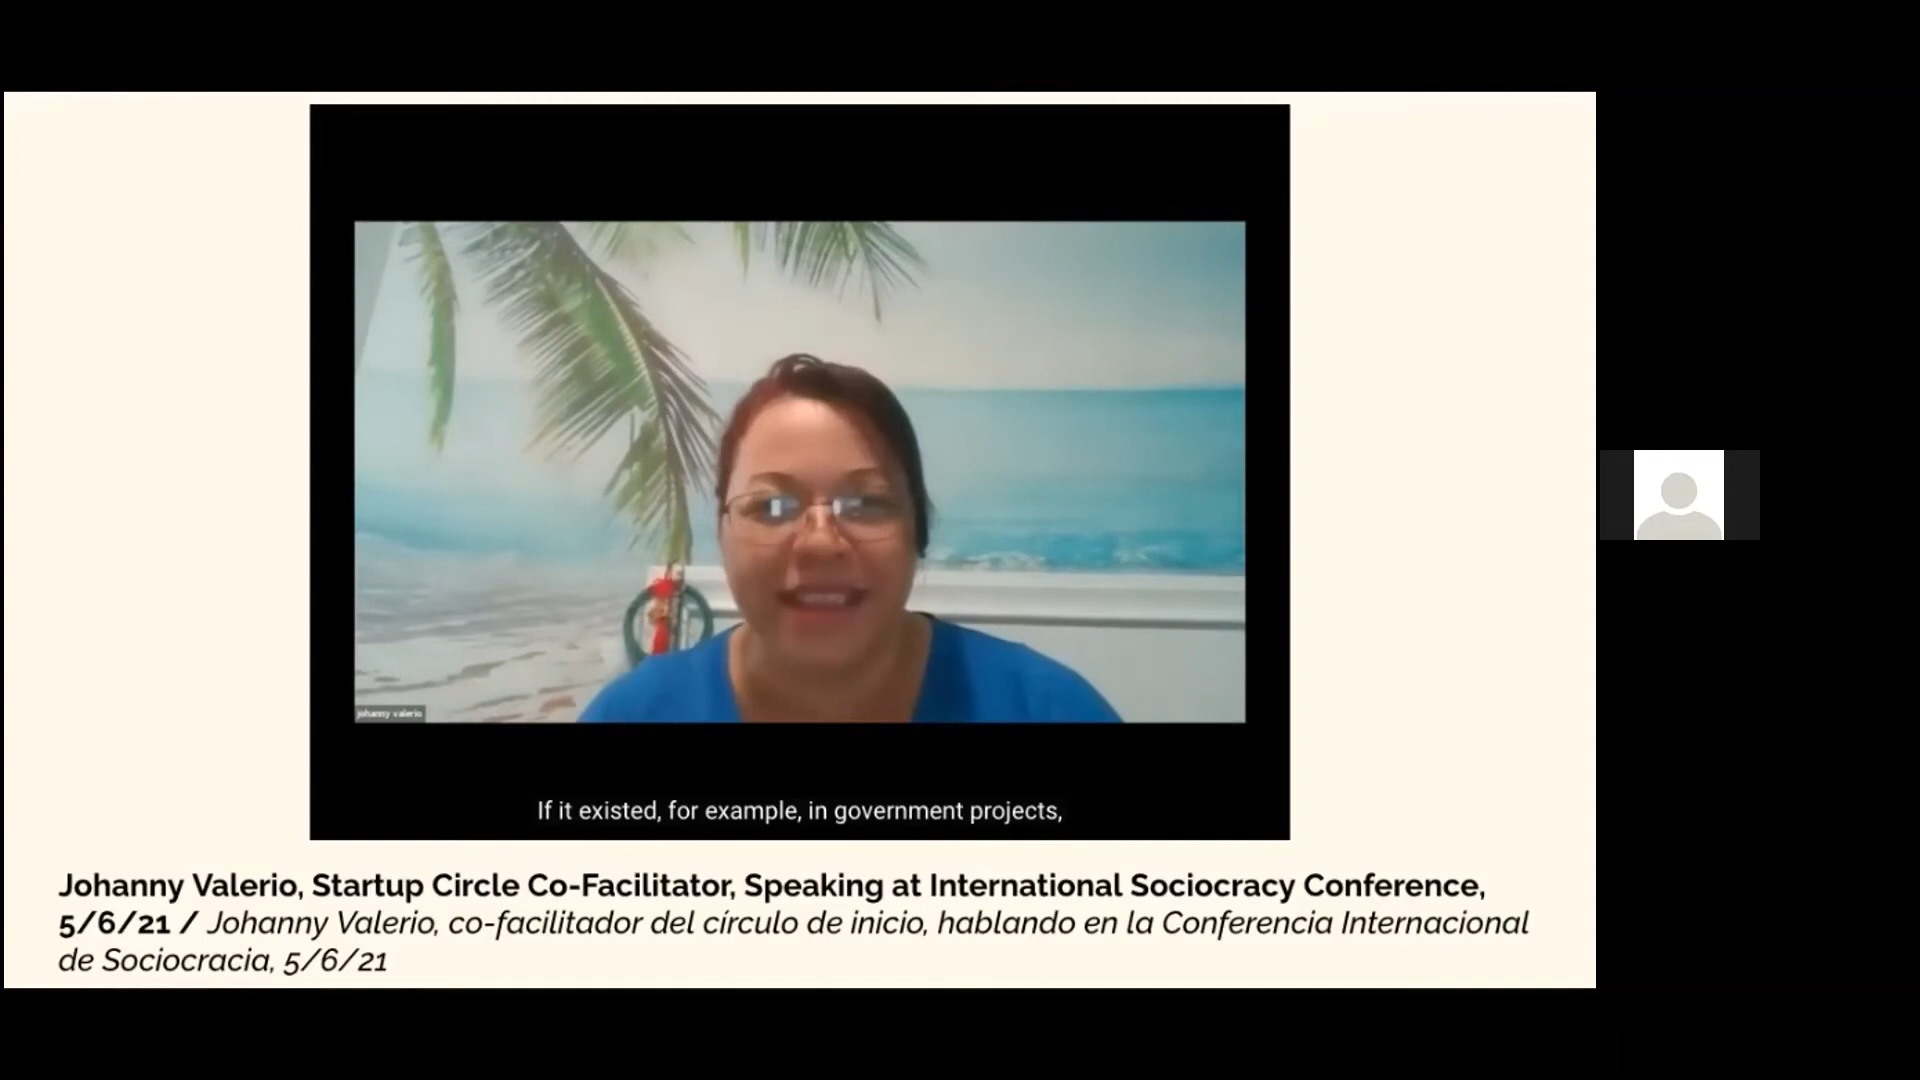 johanny valerio
If it existed, for example, in government projects,
Johanny Valerio, Startup Circle Co-Facilitator, Speaking at International Sociocracy Conference,
5/6/21 / Johanny Valerio, co-facilitador del círculo de inicio, hablando en la Conferencia Internacional
de Sociocracia, 5/6/21